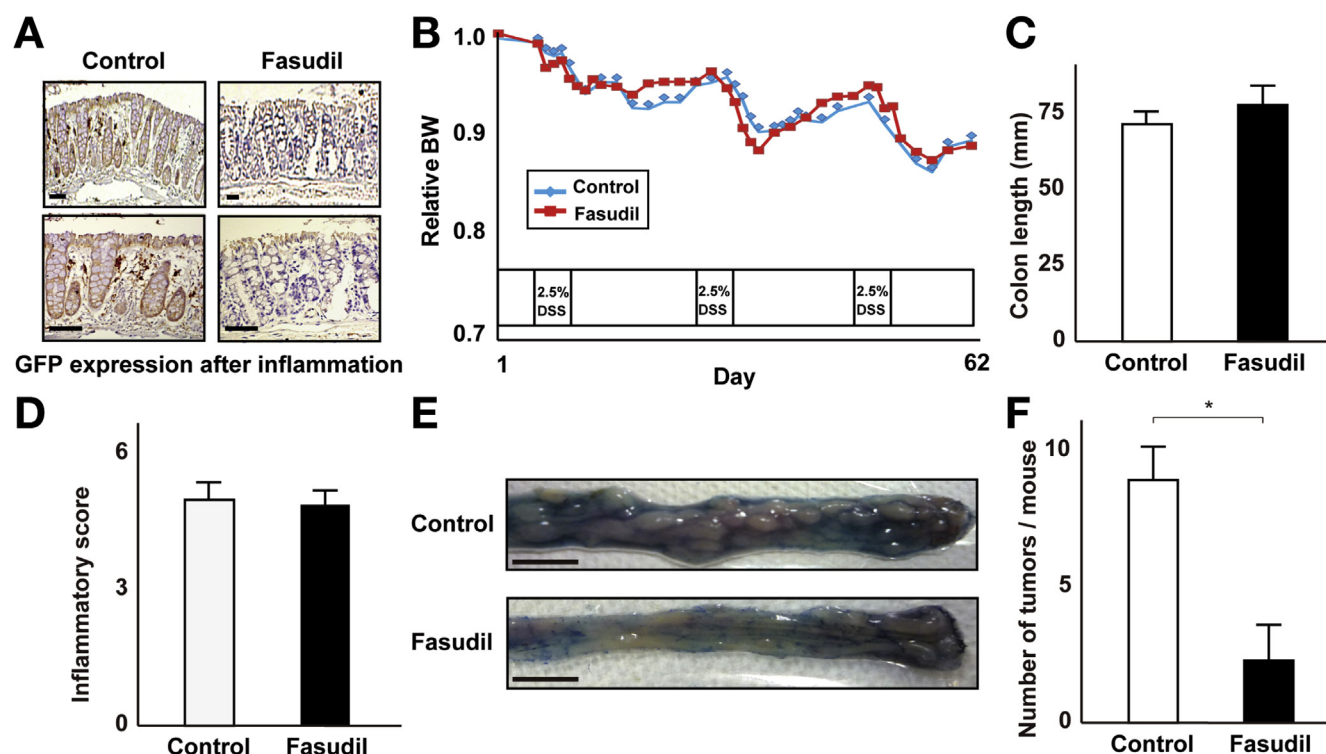 A
Control
Fasudil
GFP expression after inflammation
B
Relative BW
1.0
0.9
0.8
0.7
Control
Fasudil
2.5%
DSS
2.5%
DSS
2.5%
DSS
1
Day
62
C
Colon length (mm)
75
50
25
0
Control
Fasudil
D
Inflammatory score
6
3
0
Control
Fasudil
E
Control
Fasudil
F
Number of tumors / mouse
10
5
0
*
Control
Fasudil